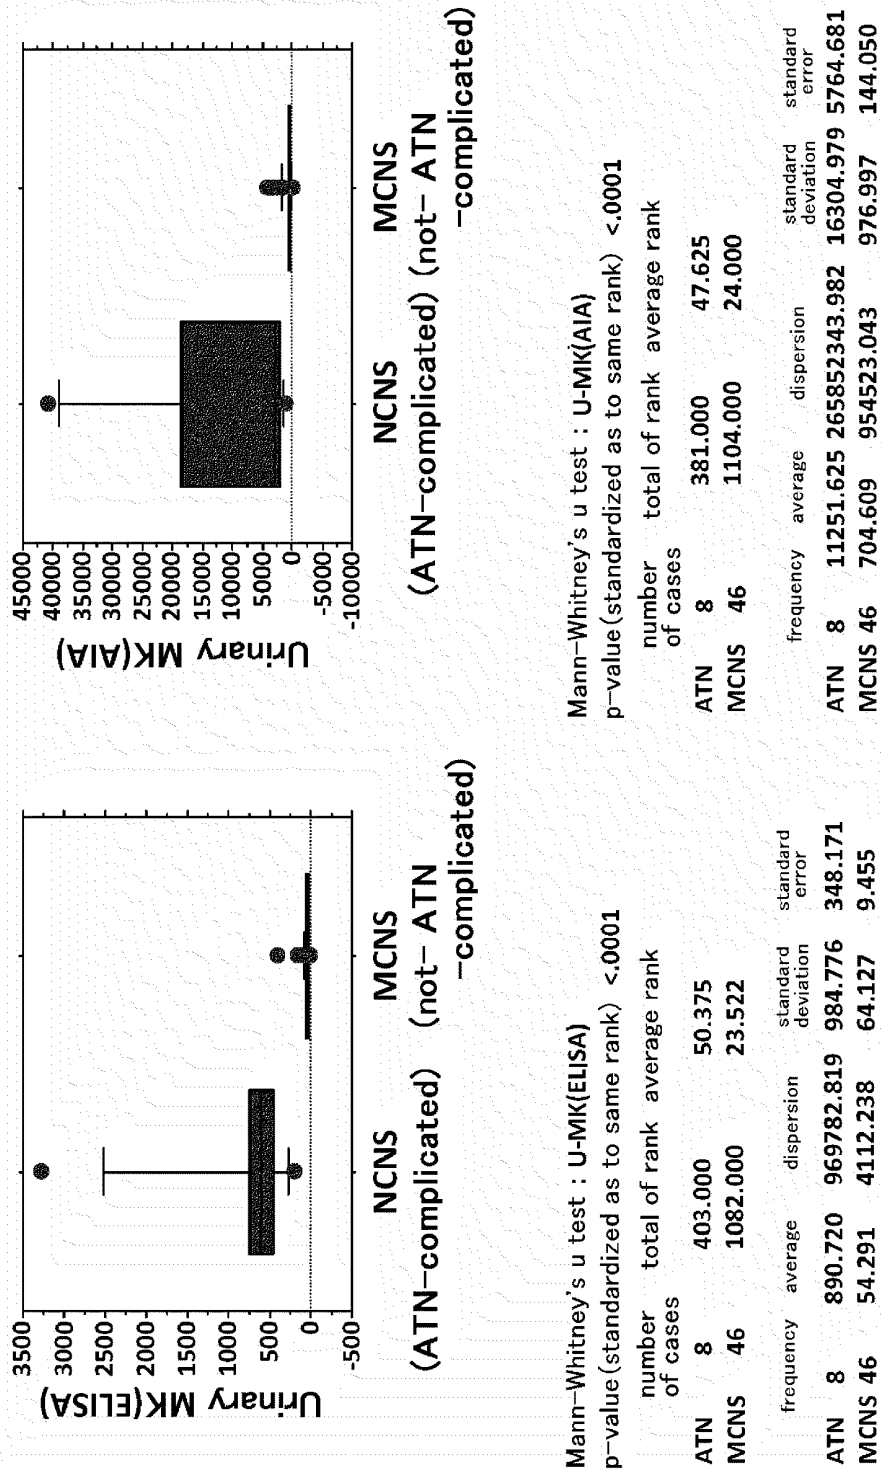 Urinary MK(ELISA)
3500
3000
2500
2000
1500
1000
500
0
-500
NCNS
(ATN-complicated)
MCNS
(not- ATN
-complicated)
Mann-Whitney's u test : U-MK(ELISA)
p-value(standardized as to same rank) <.0001
number of cases total of rank average rank
ATN 8 403.000 50.375
MCNS 46 1082.000 23.522
frequency average dispersion standard deviation standard error
ATN 8 890.720 969782.819 984.776 348.171
MCNS 46 54.291 4112.238 64.127 9.455
Urinary MK(AIA)
45000
40000
35000
30000
25000
20000
15000
10000
5000
0
-5000
-10000
NCNS
(ATN-complicated)
MCNS
(not- ATN
-complicated)
Mann-Whitney's u test : U-MK(AIA)
p-value(standardized as to same rank) <.0001
number of cases total of rank average rank
ATN 8 381.000 47.625
MCNS 46 1104.000 24.000
frequency average dispersion standard deviation standard error
ATN 8 11251.625 265852343.982 16304.979 5764.681
MCNS 46 704.609 954523.043 976.997 144.050